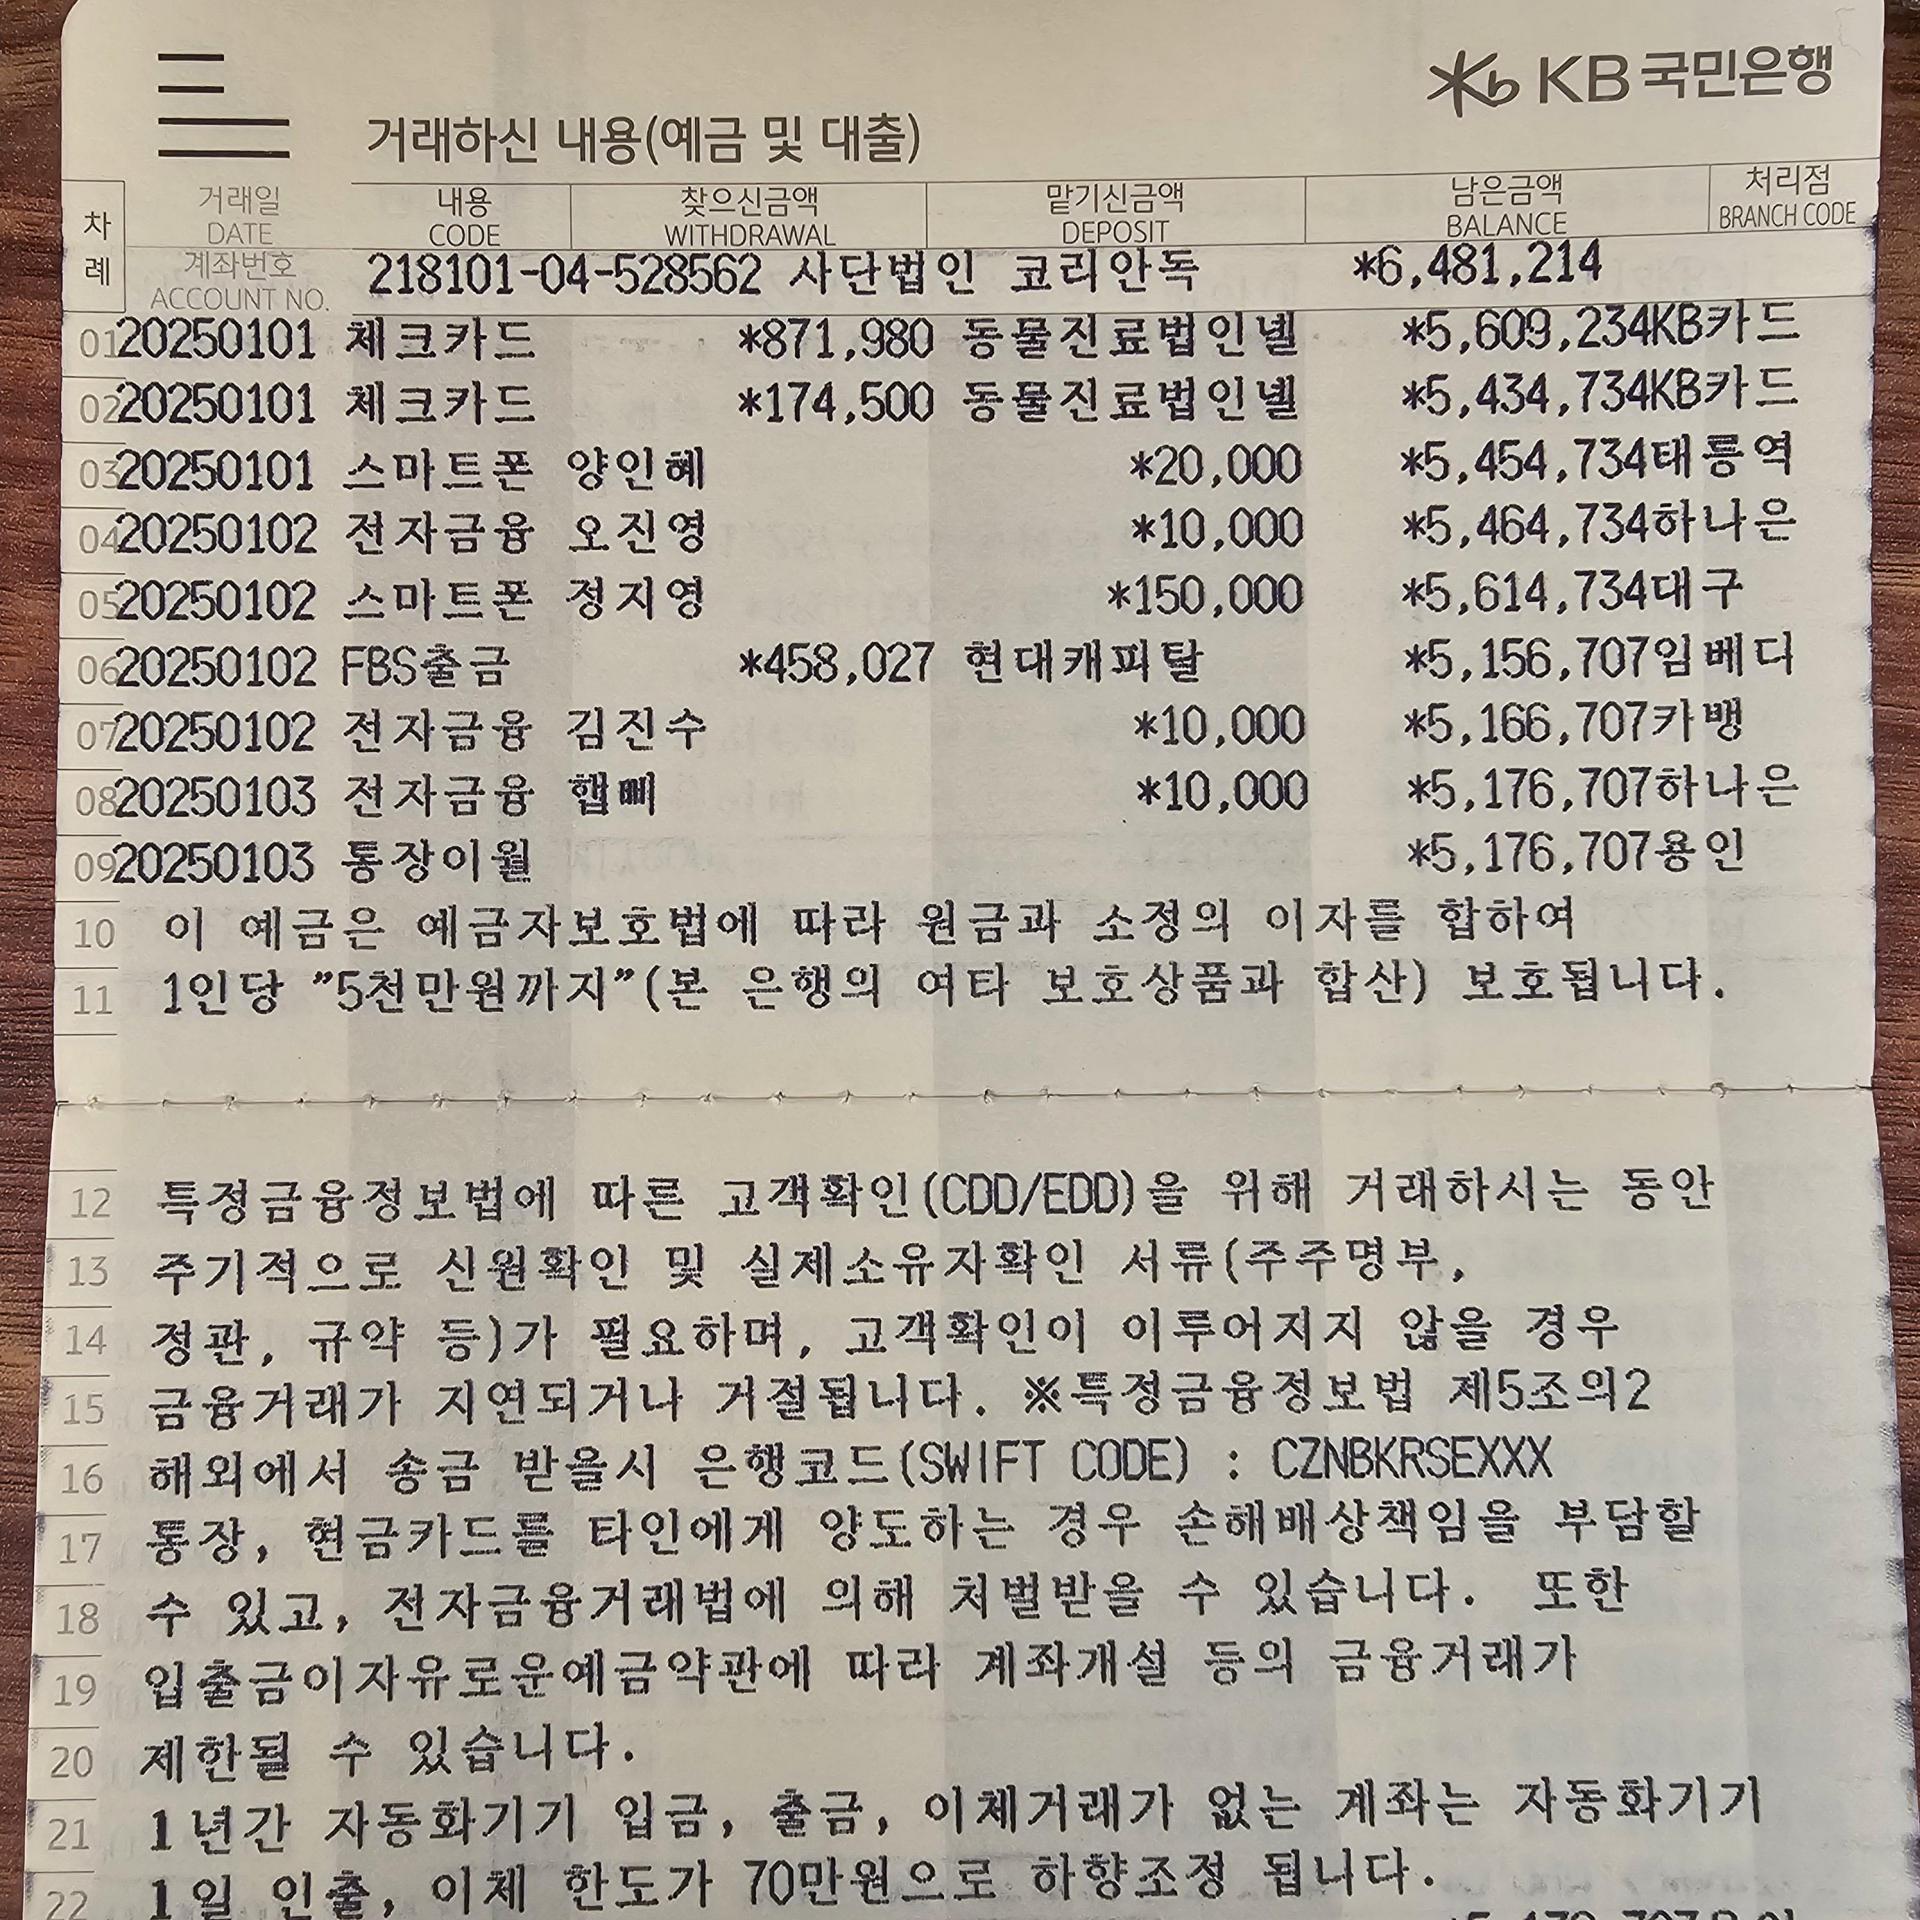 KB국민은행
거래하신 내용(예금 및 대출)
차례 거래일 내용 찾으신금액 맡기신금액 남은금액 처리점
DATE CODE WITHDRAWAL DEPOSIT BALANCE BRANCH CODE
계좌번호 ACCOUNT NO. 218101-04-528562 사단법인 코리안독 *6,481,214
01 20250101 체크카드 *871,980 동물진료법인넬 *5,609,234KB카드
02 20250101 체크카드 *174,500 동물진료법인넬 *5,434,734KB카드
03 20250101 스마트폰 양인혜 *20,000 *5,454,734태릉역
04 20250102 전자금융 오진영 *10,000 *5,464,734하나은
05 20250102 스마트폰 정지영 *150,000 *5,614,734대구
06 20250102 FBS출금 *458,027 현대캐피탈 *5,156,707임베디
07 20250102 전자금융 김진수 *10,000 *5,166,707카뱅
08 20250103 전자금융 햅삐 *10,000 *5,176,707하나은
09 20250103 통장이월 *5,176,707용인
10 이 예금은 예금자보호법에 따라 원금과 소정의 이자를 합하여
11 1인당 "5천만원까지"(본 은행의 여타 보호상품과 합산) 보호됩니다.
12 특정금융정보법에 따른 고객확인(CDD/EDD)을 위해 거래하시는 동안
13 주기적으로 신원확인 및 실제소유자확인 서류(주주명부,
14 정관, 규약 등)가 필요하며, 고객확인이 이루어지지 않을 경우
15 금융거래가 지연되거나 거절됩니다. ※특정금융정보법 제5조의2
16 해외에서 송금 받을시 은행코드(SWIFT CODE) : CZNBKRSEXXX
17 통장, 현금카드를 타인에게 양도하는 경우 손해배상책임을 부담할
18 수 있고, 전자금융거래법에 의해 처벌받을 수 있습니다. 또한
19 입출금이자유로운예금약관에 따라 계좌개설 등의 금융거래가
20 제한될 수 있습니다.
21 1년간 자동화기기 입금, 출금, 이체거래가 없는 계좌는 자동화기기
22 1일 인출, 이체 한도가 70만원으로 하향조정 됩니다.